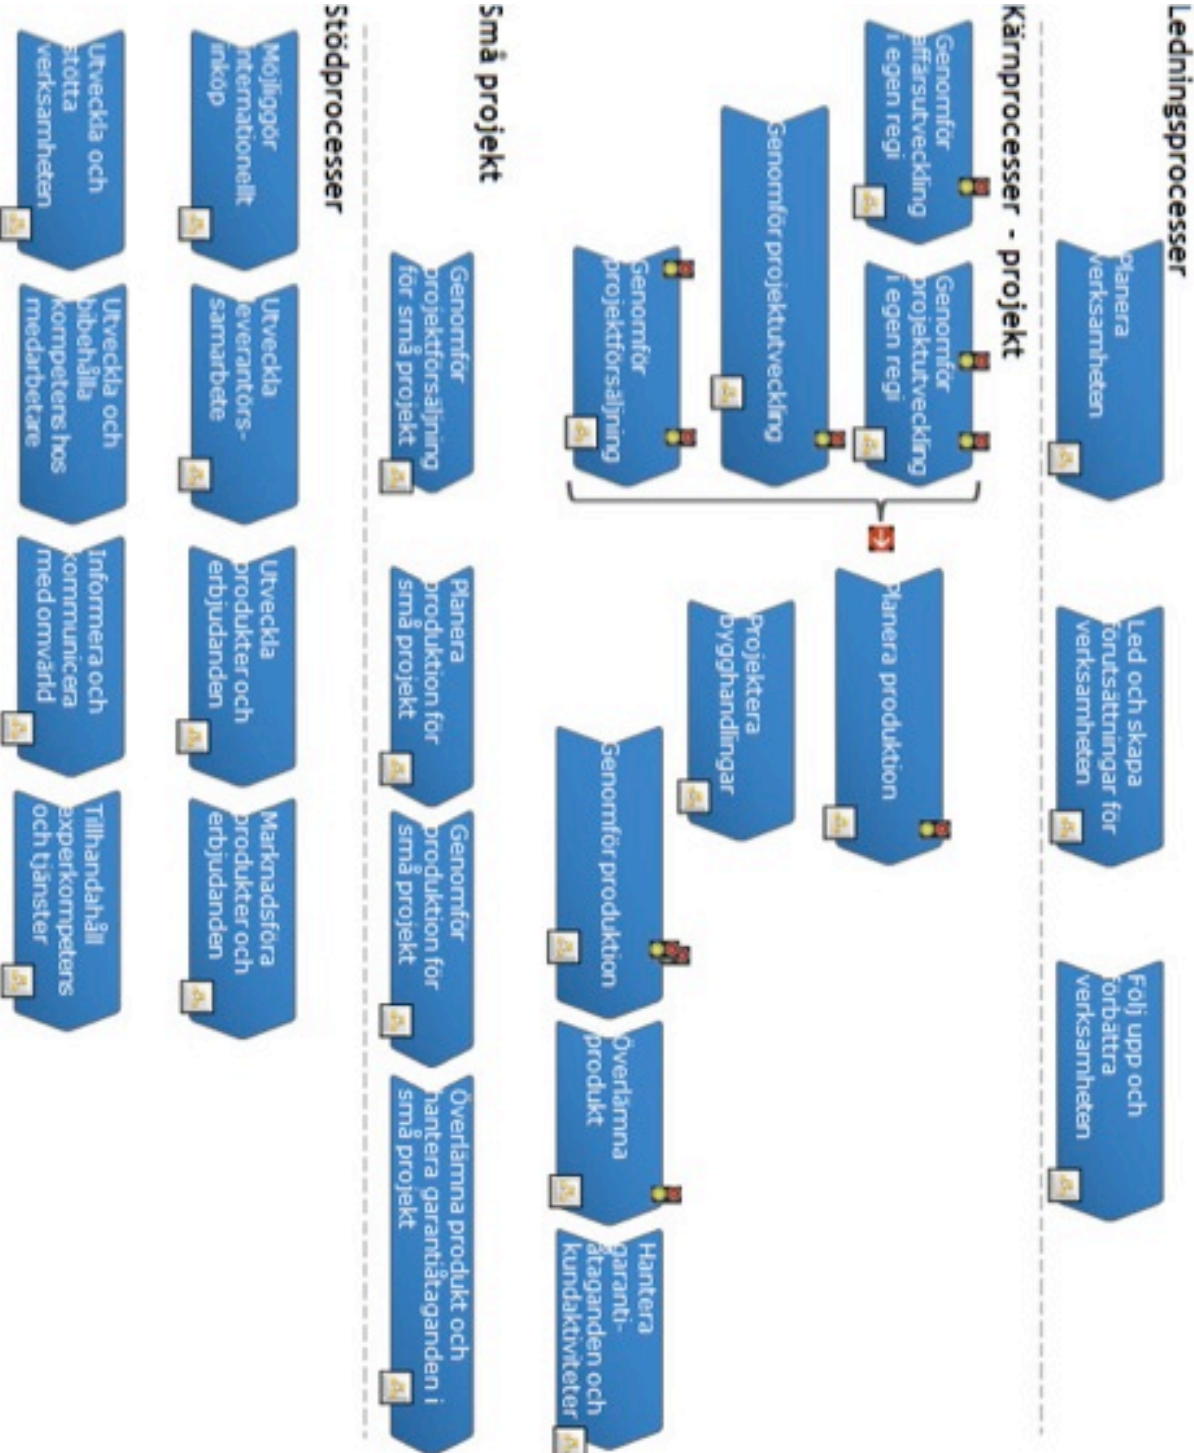 Ledningsprocesser
Planera
verksamheten
Led och skapa
förutsättningar för
verksamheten
Följ upp och
förbättra
verksamheten
Kärnprocesser - projekt
Genomför
affärsutveckling
i egen regi
Genomför
projektutveckling
i egen regi
Genomför projektutveckling
Genomför
projektförsäljning
Planera produktion
Projektera
bygghandlingar
Genomför produktion
Överlämna
produkt
Hantera
garanti-
åtaganden och
kundaktiviteter
Små projekt
Genomför
projektförsäljning
för små projekt
Planera
produktion för
små projekt
Genomför
produktion för
små projekt
Överlämna produkt och
hantera garantiåtaganden i
små projekt
Stödprocesser
Möjliggör
internationellt
inköp
Utveckla
leverantörs-
samarbete
Utveckla
produkter och
erbjudanden
Marknadsföra
produkter och
erbjudanden
Utveckla och
stötta
verksamheten
Utveckla och
bibehålla
kompetens hos
medarbetare
Informera och
kommunicera
med omvärld
Tillhandahåll
experkompetens
och tjänster